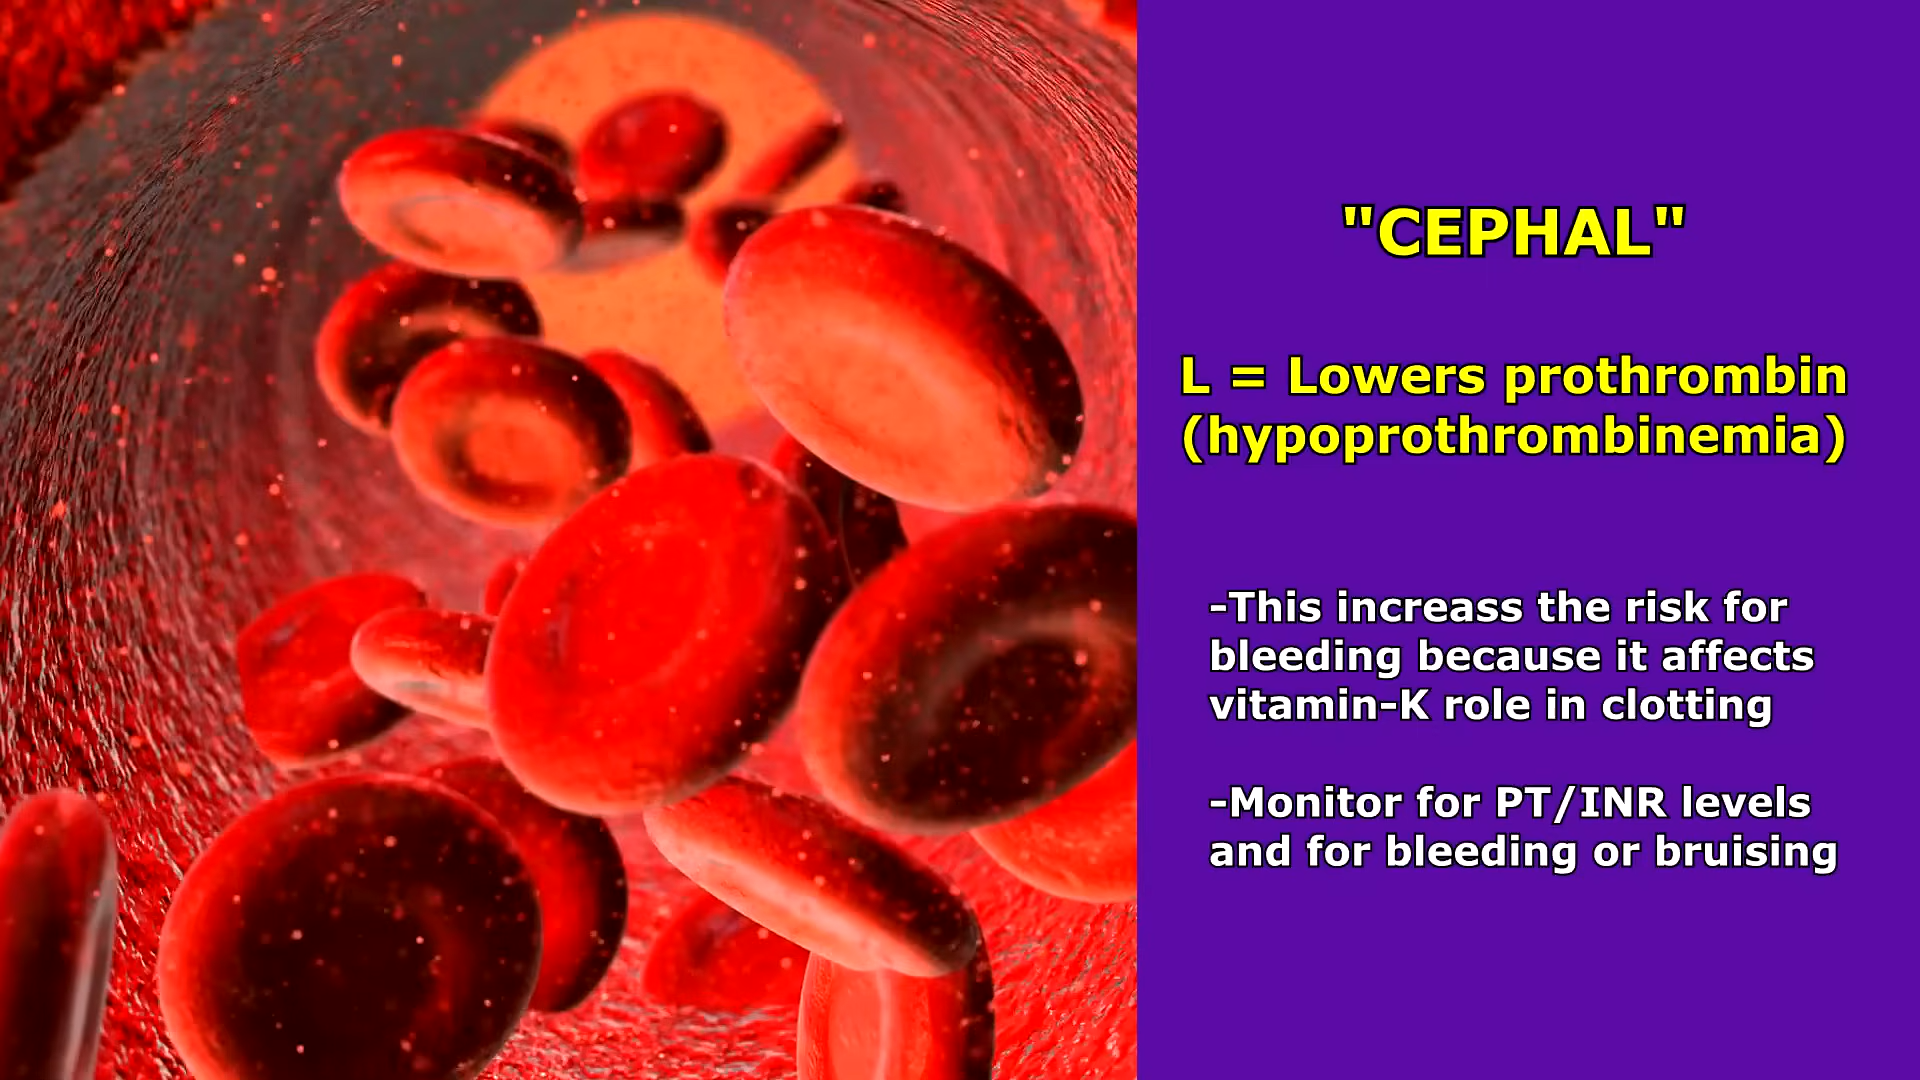 "CEPHAL"
L = Lowers prothrombin
(hypoprothrombinemia)
-This increass the risk for
bleeding because it affects
vitamin-K role in clotting
-Monitor for PT/INR levels
and for bleeding or bruising